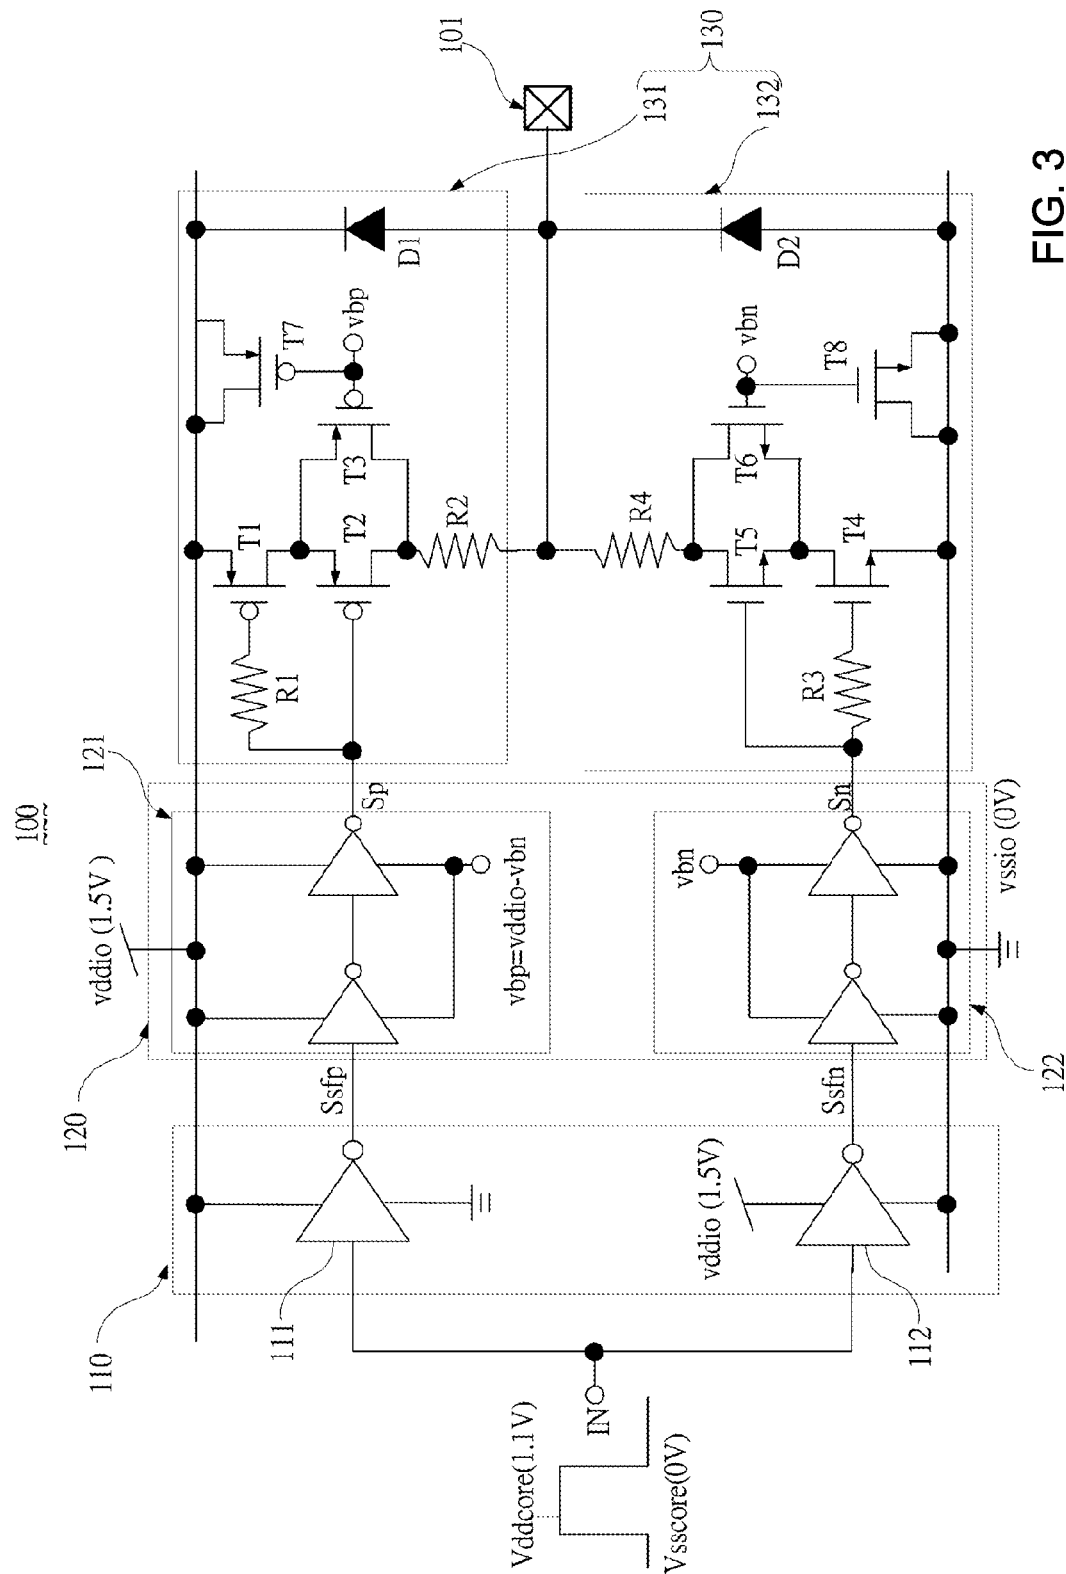 100
vddio (1.5V)
120
121
110
111
112
122
Ssfp
Ssfn
Sp
Sn
vbp=vddio-vbn
vbn
vddio (1.5V)
vssio (0V)
Vddcore(1.1V)
Vsscore(0V)
IN
R1
T1
T2
T3
R2
T7
vbp
D1
R3
T4
T5
T6
R4
T8
vbn
D2
101
131
132
130
FIG. 3